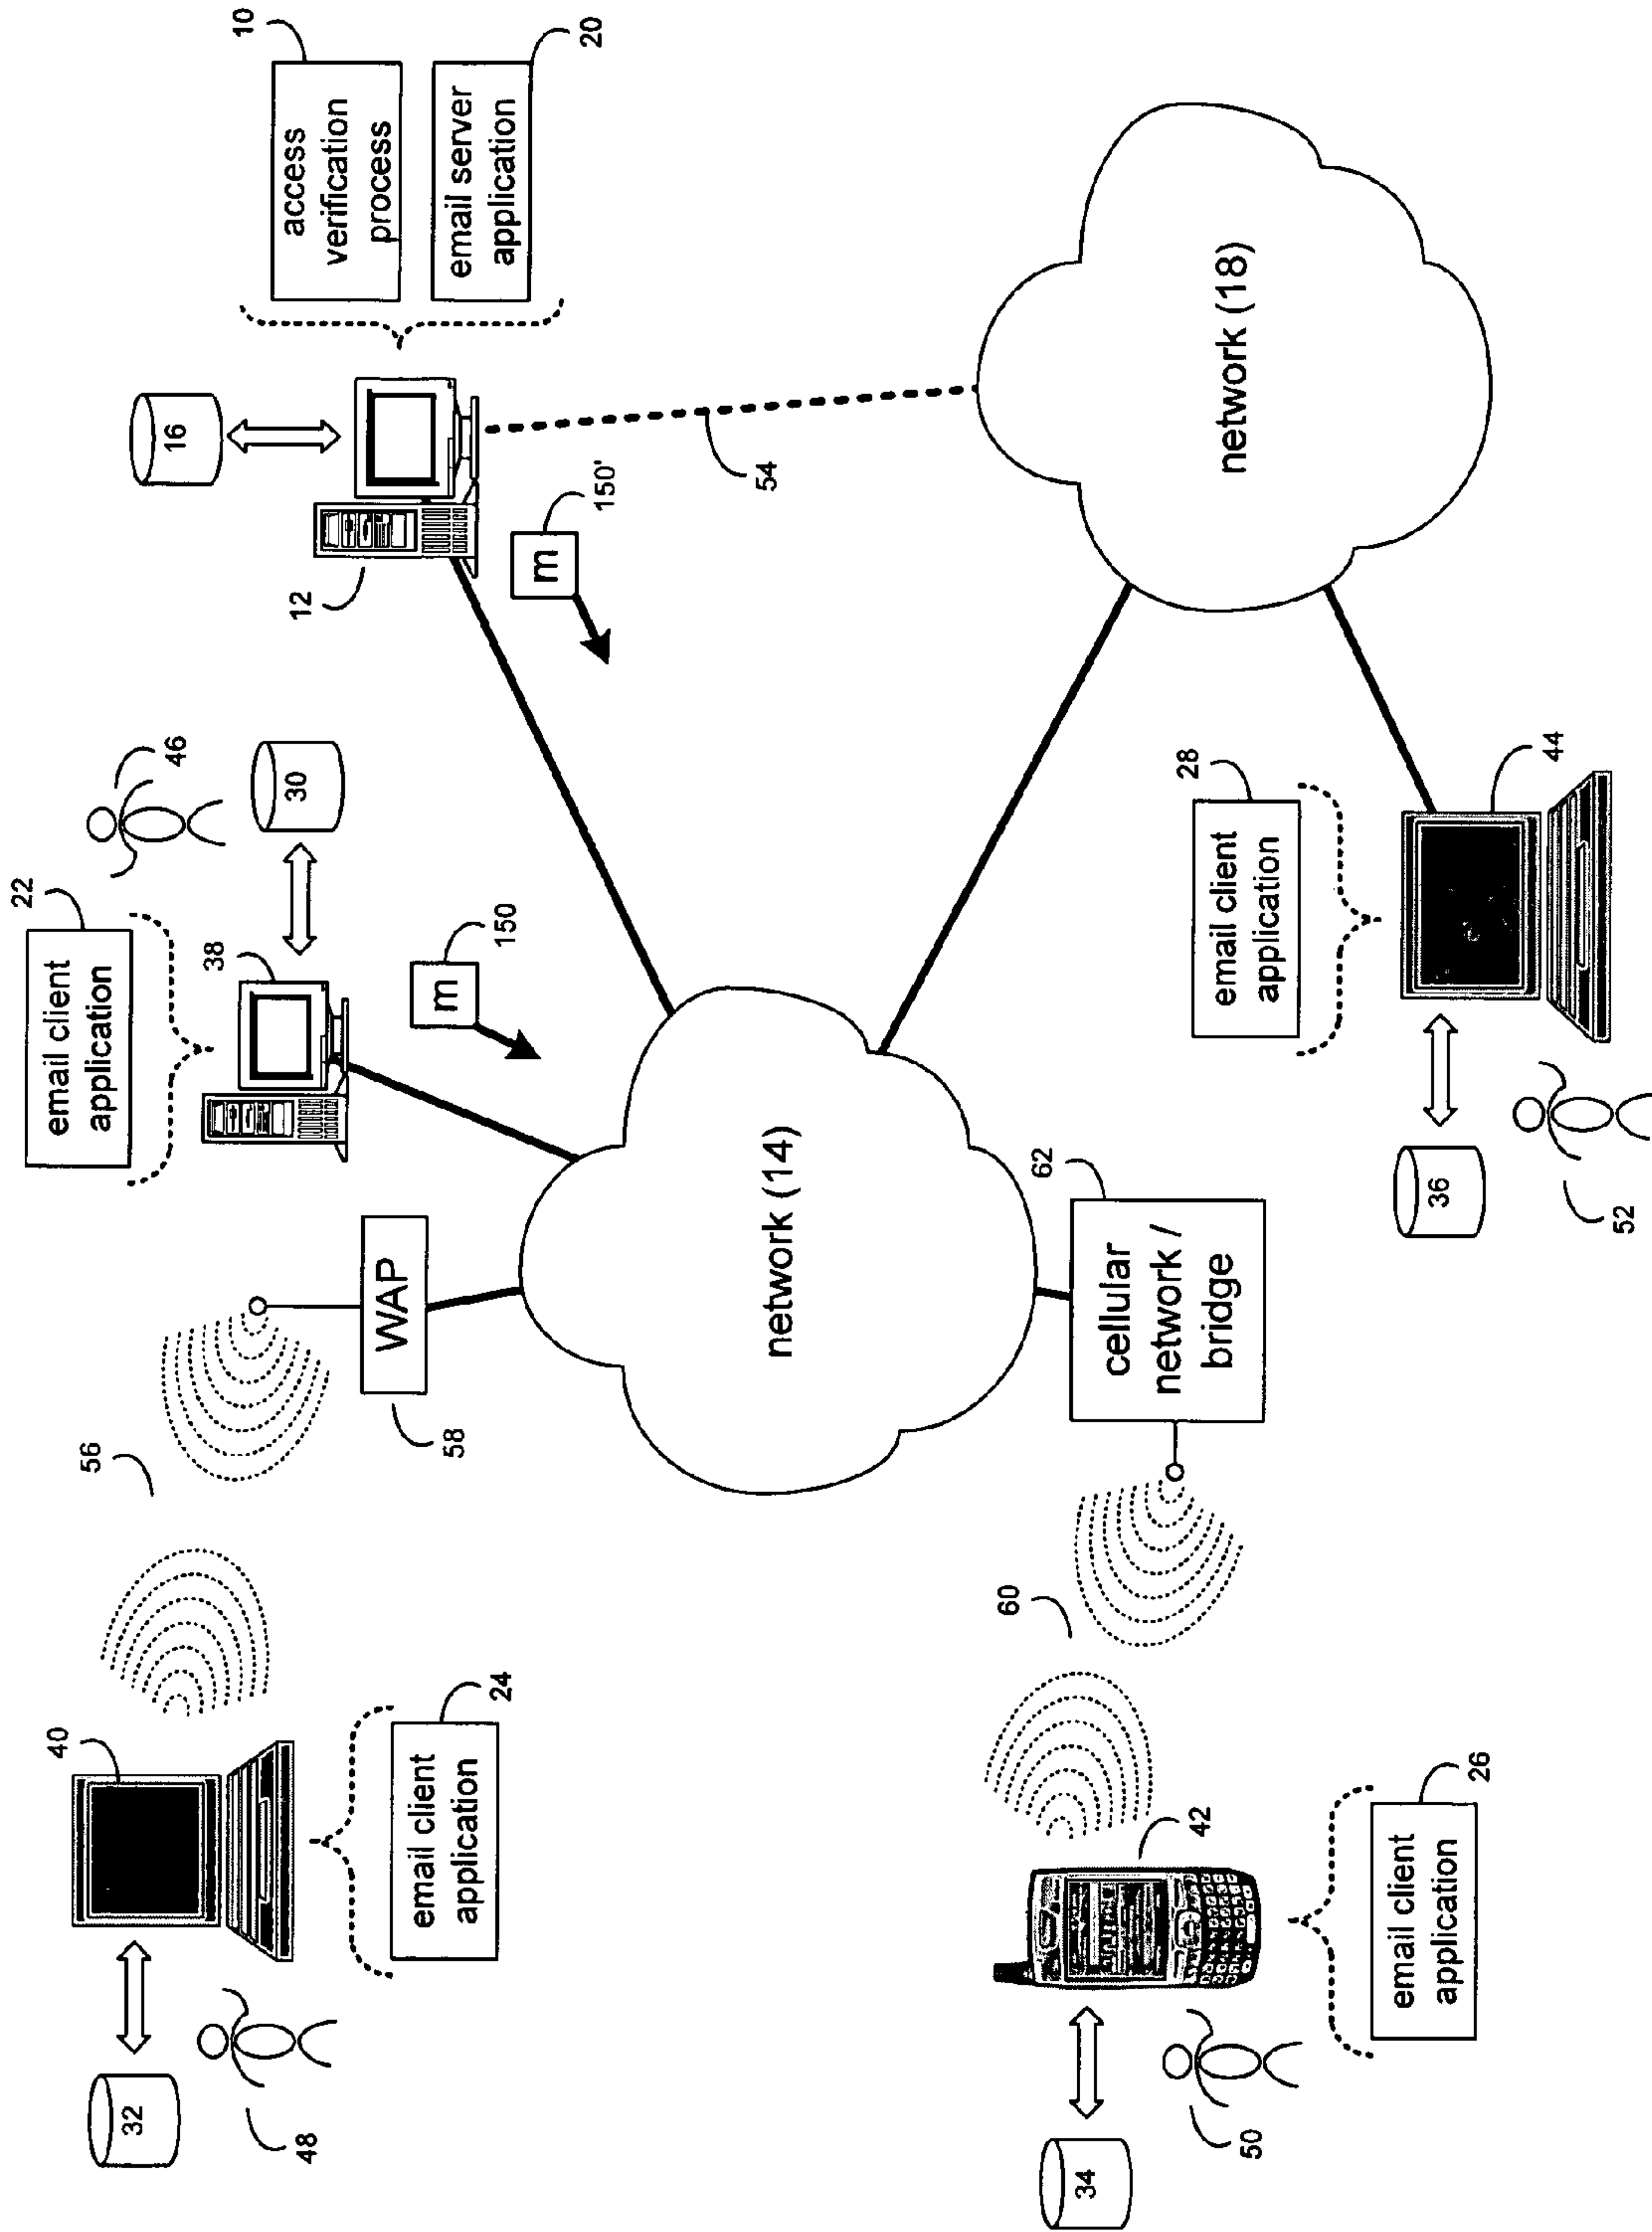 32
40
48
email client
application
24
56
WAP
58
email client
application
22
38
46
30
m
150
16
12
m
150'
access
verification
process
10
email server
application
20
54
network (14)
network (18)
34
42
50
email client
application
26
60
cellular
network /
bridge
62
36
52
email client
application
28
44